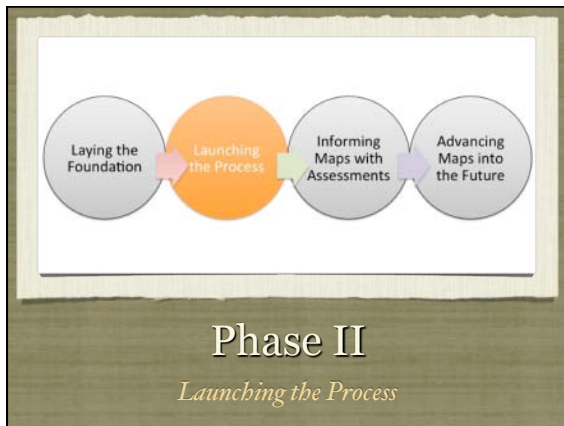 Laying the
Foundation
Launching
the Process
Informing
Maps with
Assessments
Advancing
Maps into
the Future
Phase II
Launching the Process